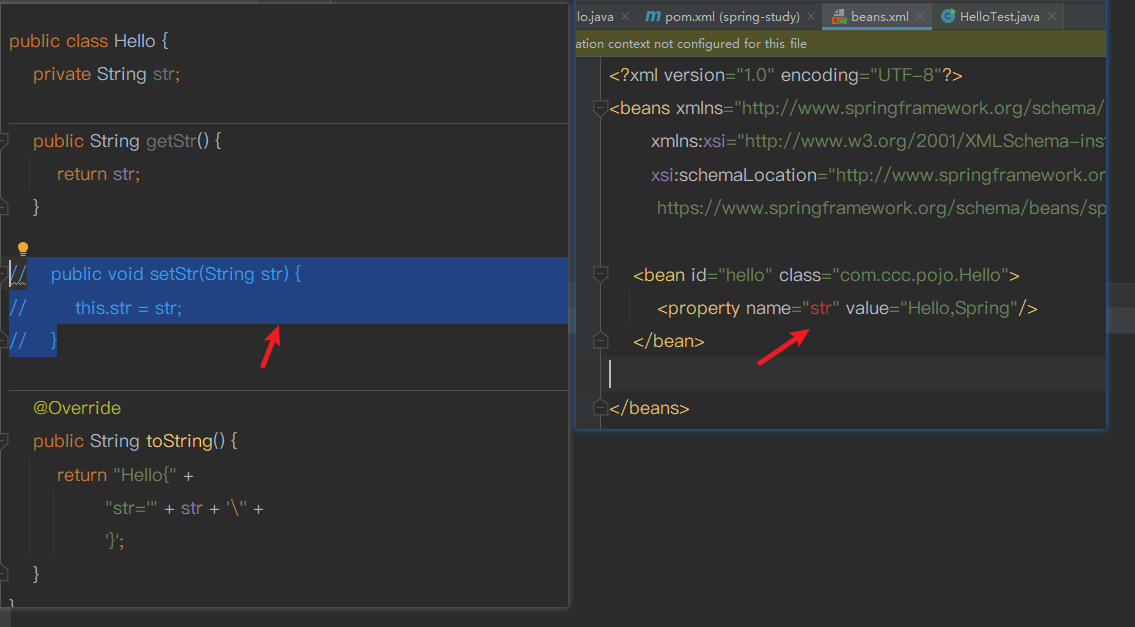 public class Hello {
private String str;
public String getStr() {
return str;
}
// public void setStr(String str) {
// this.str = str;
// }
@Override
public String toString() {
return "Hello{" +
"str='" + str + '\'' +
'}';
}
}
lo.java
pom.xml (spring-study)
beans.xml
HelloTest.java
ation context not configured for this file
<?xml version="1.0" encoding="UTF-8"?>
<beans xmlns="http://www.springframework.org/schema/
xmlns:xsi="http://www.w3.org/2001/XMLSchema-inst
xsi:schemaLocation="http://www.springframework.or
https://www.springframework.org/schema/beans/sp
<bean id="hello" class="com.ccc.pojo.Hello">
<property name="str" value="Hello,Spring"/>
</bean>
</beans>